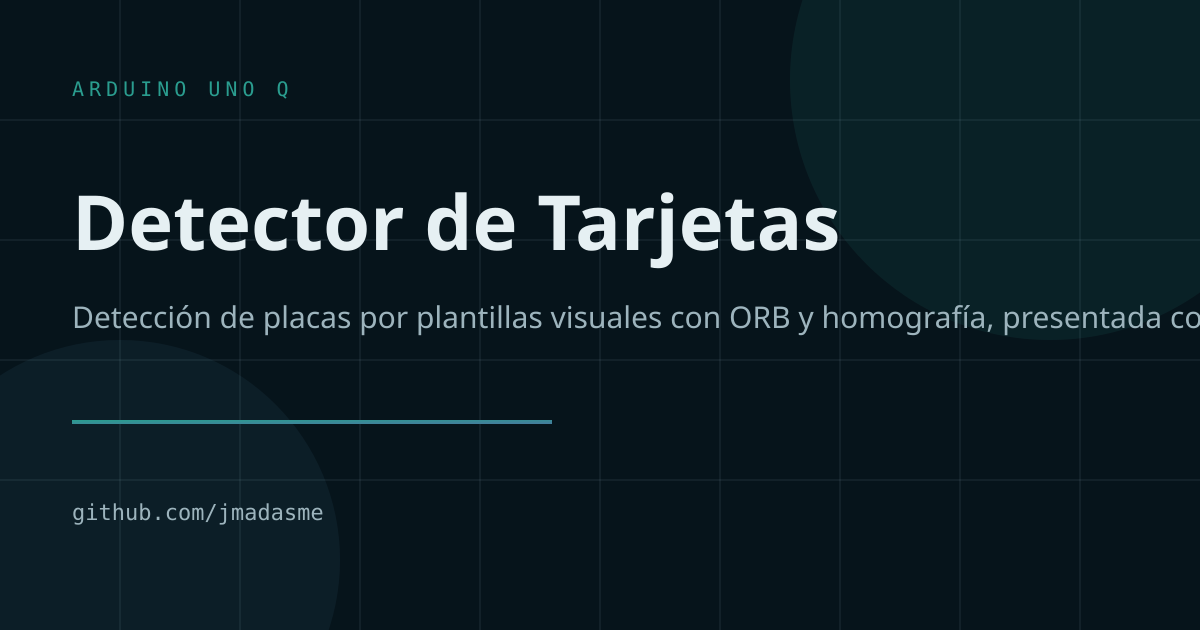 ARDUINO UNO Q
Detector de Tarjetas
Detección de placas por plantillas visuales con ORB y homografía, presentada co
github.com/jmadasme